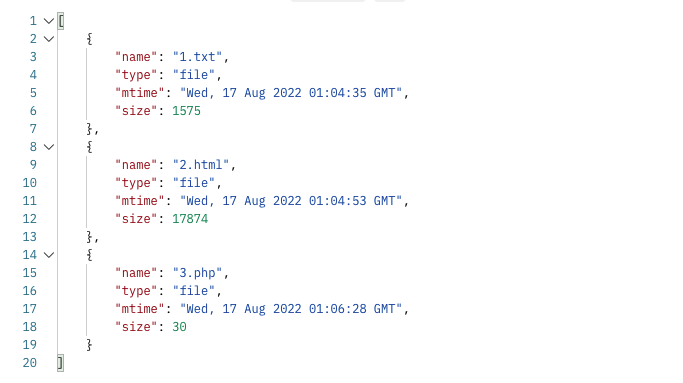 1 [
2 {
3 "name": "1.txt",
4 "type": "file",
5 "mtime": "Wed, 17 Aug 2022 01:04:35 GMT",
6 "size": 1575
7 },
8 {
9 "name": "2.html",
10 "type": "file",
11 "mtime": "Wed, 17 Aug 2022 01:04:53 GMT",
12 "size": 17874
13 },
14 {
15 "name": "3.php",
16 "type": "file",
17 "mtime": "Wed, 17 Aug 2022 01:06:28 GMT",
18 "size": 30
19 }
20 ]